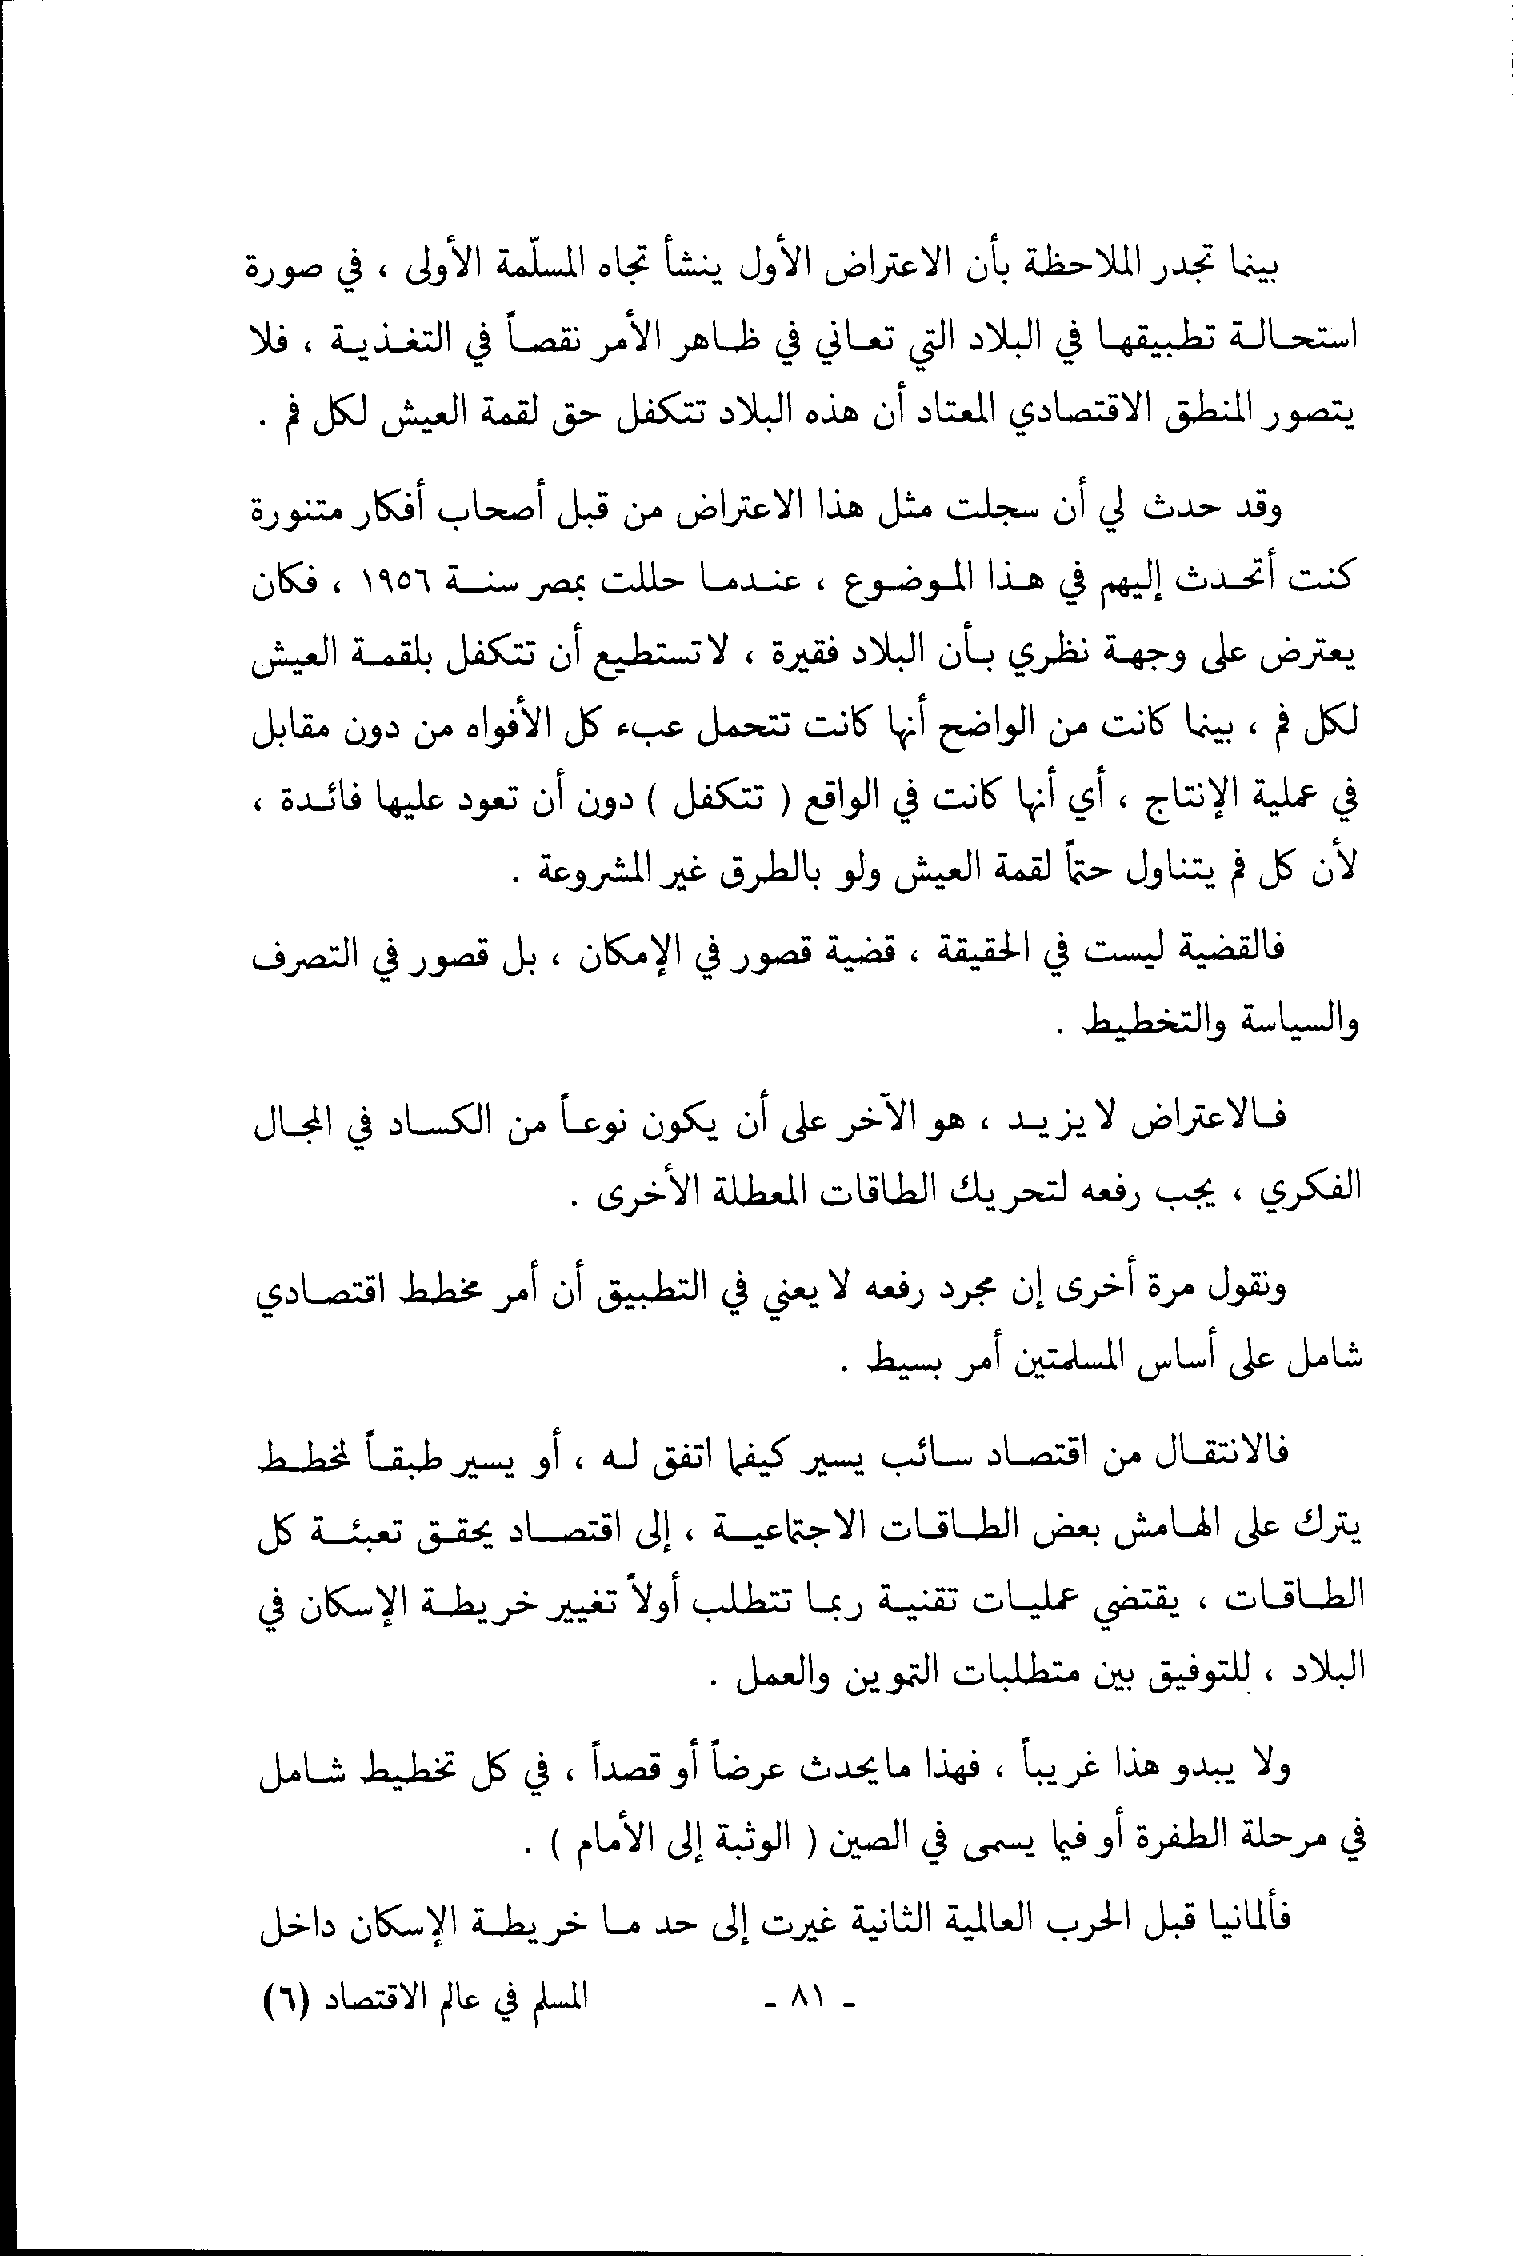 بينما تجدر الملاحظة بأن الاعتراض الأول ينشأ تجاه المسلّمة الأولى ، في صورة
استحالة تطبيقها في البلاد التي تعاني في ظاهر الأمر نقصاً في التغذية ، فلا
يتصور المنطق الاقتصادي المعتاد أن هذه البلاد تتكفل حق لقمة العيش لكل فم .
وقد حدث لي أن سجلت مثل هذا الاعتراض من قبل أصحاب أفكار متنورة
كنت أتحدث إليهم في هذا الموضوع ، عندما حللت بمصر سنة ١٩٥٦ ، فكان
يعترض على وجهة نظري بأن البلاد فقيرة ، لا تستطيع أن تتكفل بلقمة العيش
لكل فم ، بينما كانت من الواضح أنها كانت تتحمل عبء كل الأفواه من دون مقابل
في عملية الإنتاج ، أي أنها كانت في الواقع ( تتكفل ) دون أن تعود عليها فائدة ،
لأن كل فم يتناول حتماً لقمة العيش ولو بالطرق غير المشروعة .
فالقضية ليست في الحقيقة ، قضية قصور في الإمكان ، بل قصور في التصرف
والسياسة والتخطيط .
فالاعتراض لا يزيد ، هو الآخر على أن يكون نوعاً من الكساد في المجال
الفكري ، يجب رفعه لتحريك الطاقات المعطلة الأخرى .
ونقول مرة أخرى إن مجرد رفعه لا يعني في التطبيق أن أمر مخطط اقتصادي
شامل على أساس المسلمتين أمر بسيط .
فالانتقال من اقتصاد سائب يسير كيفما اتفق له ، أو يسير طبقاً لمخطط
يترك على الهامش بعض الطاقات الاجتماعية ، إلى اقتصاد يحقق تعبئة كل
الطاقات ، يقتضي عمليات تقنية ربما تتطلب أولاً تغيير خريطة الإسكان في
البلاد ، للتوفيق بين متطلبات التموين والعمل .
ولا يبدو هذا غريباً ، فهذا مايحدث عرضاً أو قصداً ، في كل تخطيط شامل
في مرحلة الطفرة أو فيما يسمى في الصين ( الوثبة إلى الأمام ) .
فألمانيا قبل الحرب العالمية الثانية غيرت إلى حد ما خريطة الإسكان داخل
- ٨١ - المسلم في عالم الاقتصاد (٦)